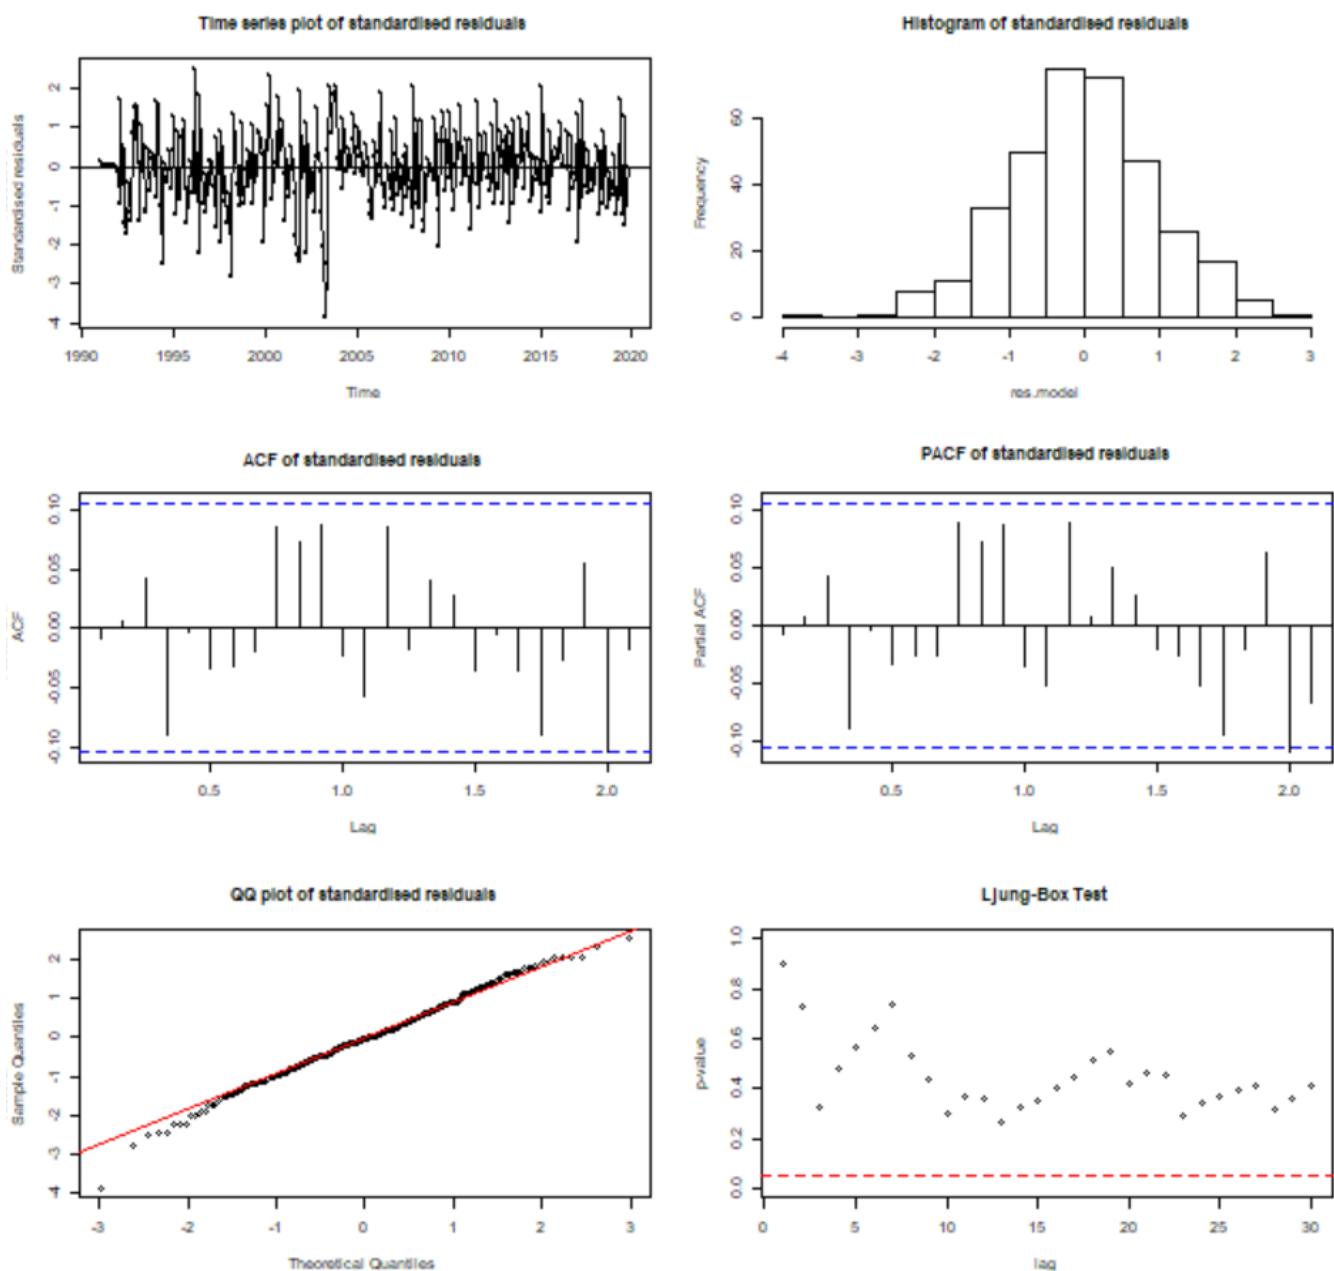 Time series plot of standardised residuals
Standardised residuals
2
1
0
-1
-2
-3
-4
1990 1995 2000 2005 2010 2015 2020
Time
Histogram of standardised residuals
Frequency
60
40
20
0
-4 -3 -2 -1 0 1 2 3
res.model
ACF of standardised residuals
ACF
0.10
0.05
0.00
-0.05
-0.10
0.5 1.0 1.5 2.0
Lag
PACF of standardised residuals
Partial ACF
0.10
0.05
0.00
-0.05
-0.10
0.5 1.0 1.5 2.0
Lag
QQ plot of standardised residuals
Sample Quantiles
2
1
0
-1
-2
-3
-4
-3 -2 -1 0 1 2 3
Theoretical Quantiles
Ljung-Box Test
p-value
1.0
0.8
0.6
0.4
0.2
0.0
0 5 10 15 20 25 30
lag